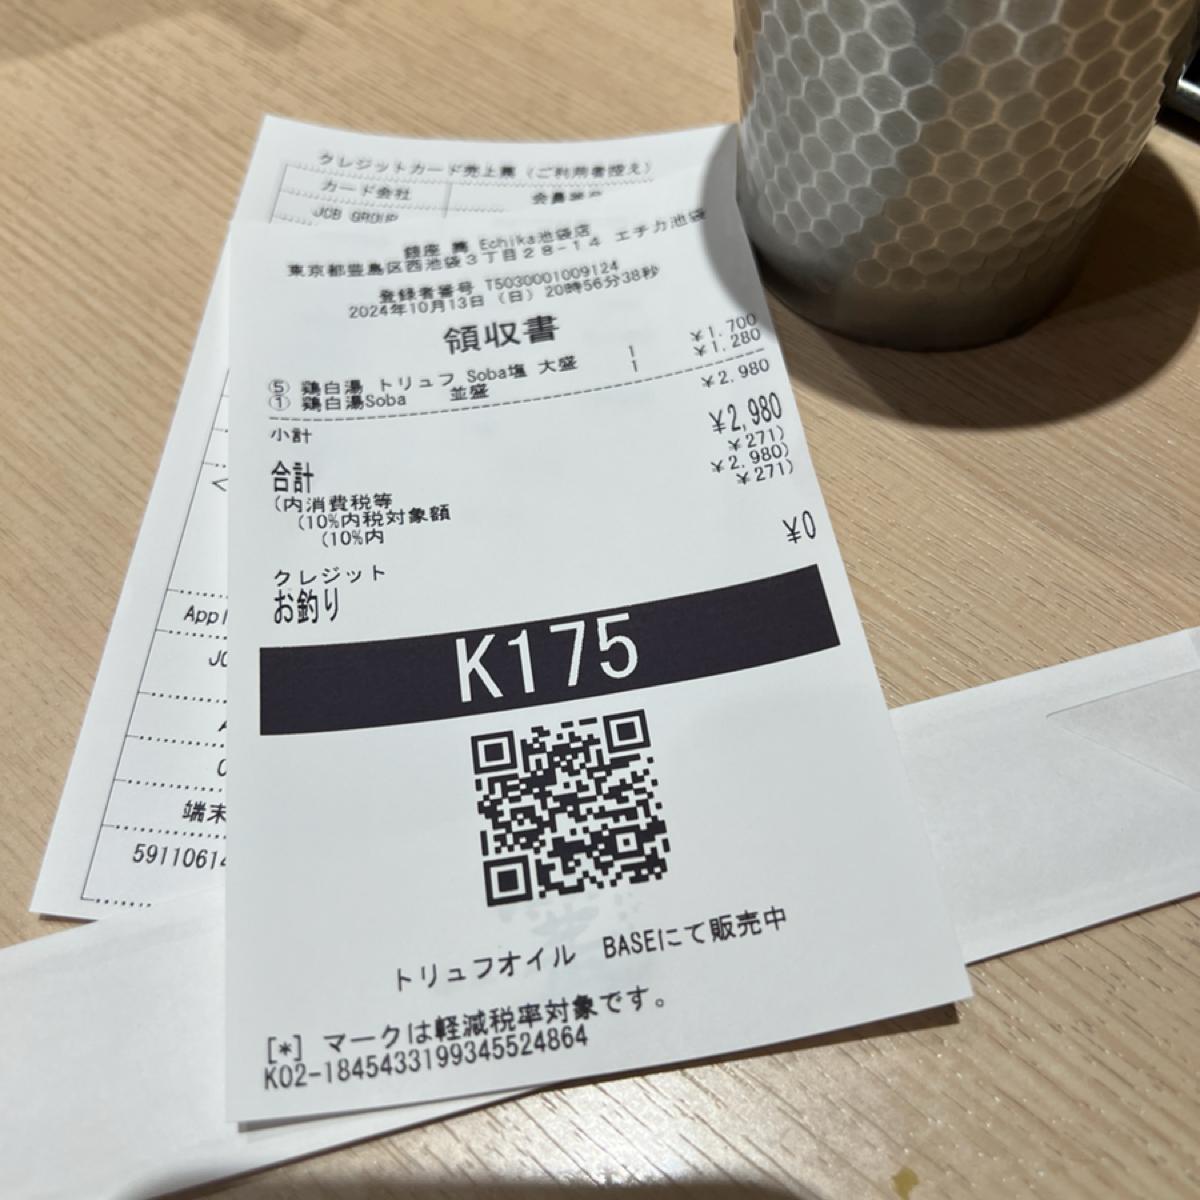 クレジットカード売上票（ご利用者控え）
カード会社
JCB GROUP
銀座 篝 Echika池袋店
東京都豊島区西池袋３丁目２８－１４ エチカ池袋
登録者番号 T5030001009124
2024年10月13日（日）20時56分38秒
領収書
⑤ 鶏白湯 トリュフ Soba塩 大盛 1 ¥1,700
① 鶏白湯Soba 並盛 1 ¥1,280
小計 ¥2,980
合計 ¥2,980
(内消費税等 ¥271)
(10%内税対象額 ¥2,980)
(10%内 ¥271)
クレジット
お釣り ¥0
K175
トリュフオイル BASEにて販売中
[*] マークは軽減税率対象です。
K02-1845433199345524864
Appl
JC
端末
5911061